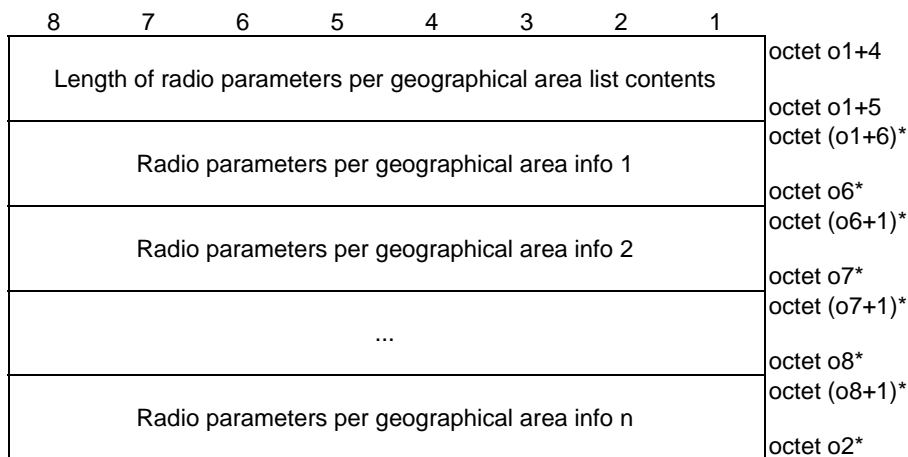 8 7 6 5 4 3 2 1
octet o1+4
Length of radio parameters per geographical area list contents
octet o1+5
octet (o1+6)*
Radio parameters per geographical area info 1
octet o6*
octet (o6+1)*
Radio parameters per geographical area info 2
octet o7*
octet (o7+1)*
...
octet o8*
octet (o8+1)*
Radio parameters per geographical area info n
octet o2*